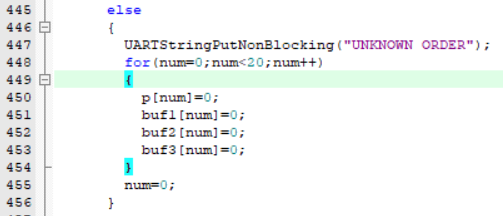 445 else
446 {
447 UARTStringPutNonBlocking("UNKNOWN ORDER");
448 for(num=0;num<20;num++)
449 {
450 p[num]=0;
451 buf1[num]=0;
452 buf2[num]=0;
453 buf3[num]=0;
454 }
455 num=0;
456 }